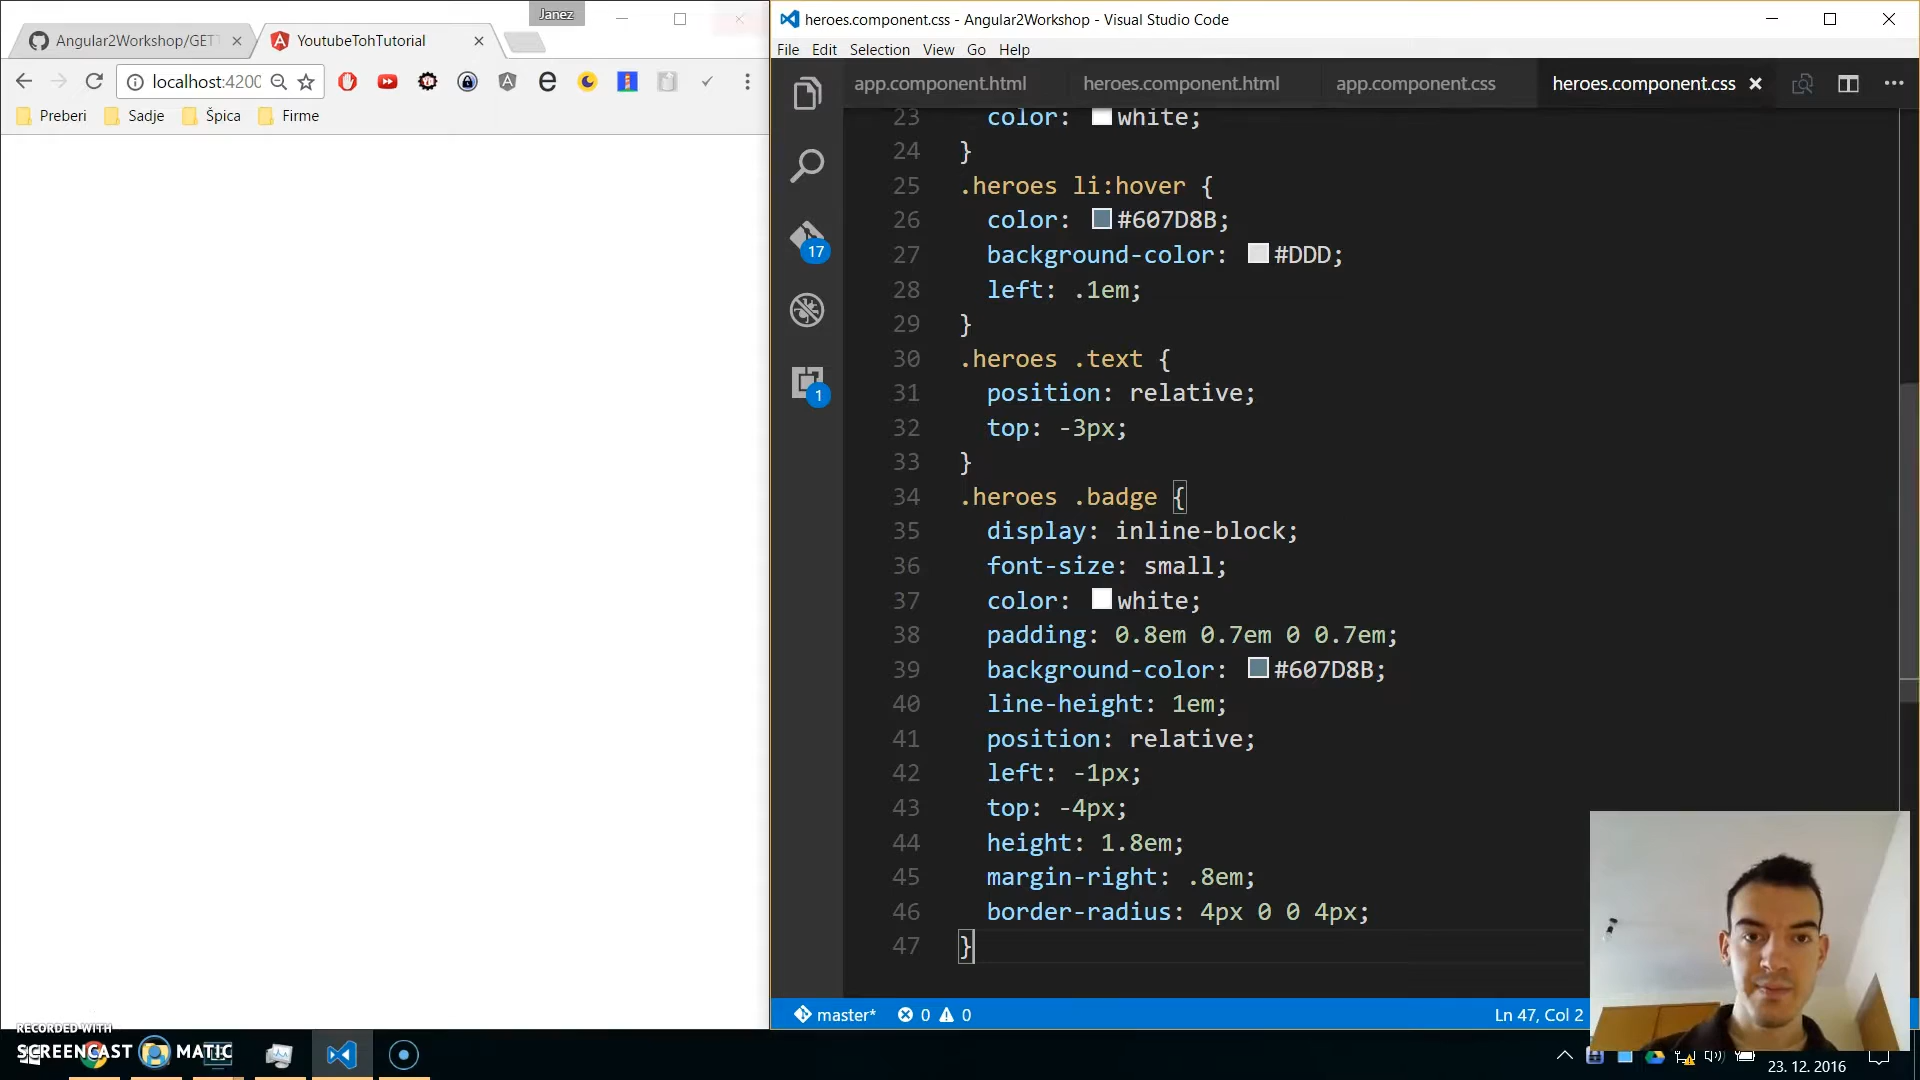 Janez
Angular2Workshop/GET
YoutubeTohTutorial
localhost:4200
Preberi
Sadje
Špica
Firme
heroes.component.css - Angular2Workshop - Visual Studio Code
File Edit Selection View Go Help
app.component.html
heroes.component.html
app.component.css
heroes.component.css
17
1
23 color: white;
24 }
25 .heroes li:hover {
26 color: #607D8B;
27 background-color: #DDD;
28 left: .1em;
29 }
30 .heroes .text {
31 position: relative;
32 top: -3px;
33 }
34 .heroes .badge {
35 display: inline-block;
36 font-size: small;
37 color: white;
38 padding: 0.8em 0.7em 0 0.7em;
39 background-color: #607D8B;
40 line-height: 1em;
41 position: relative;
42 left: -1px;
43 top: -4px;
44 height: 1.8em;
45 margin-right: .8em;
46 border-radius: 4px 0 0 4px;
47 }
master* 0 0
Ln 47, Col 2
RECORDED WITH
SCREENCAST MATIC
23. 12. 2016